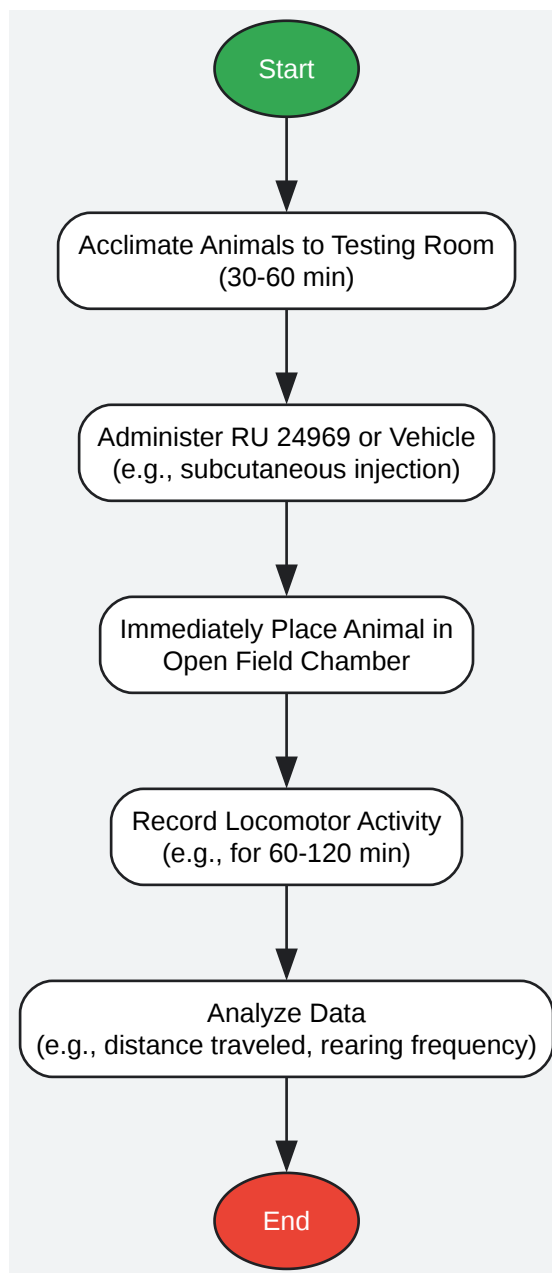 Start
Acclimate Animals to Testing Room
(30-60 min)
Administer RU 24969 or Vehicle
(e.g., subcutaneous injection)
Immediately Place Animal in
Open Field Chamber
Record Locomotor Activity
(e.g., for 60-120 min)
Analyze Data
(e.g., distance traveled, rearing frequency)
End